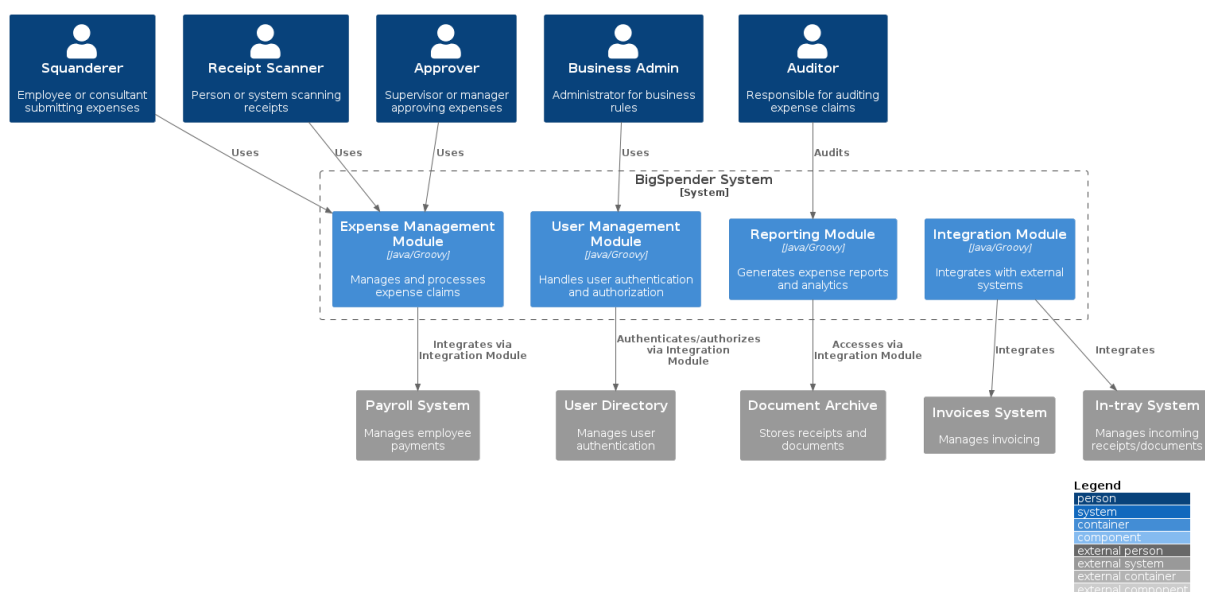 Squanderer
Employee or consultant
submitting expenses
Receipt Scanner
Person or system scanning
receipts
Approver
Supervisor or manager
approving expenses
Business Admin
Administrator for business
rules
Auditor
Responsible for auditing
expense claims
Uses
Uses
Uses
Uses
Audits
BigSpender System
[System]
Expense Management
Module
[Java/Groovy]
Manages and processes
expense claims
User Management
Module
[Java/Groovy]
Handles user authentication
and authorization
Reporting Module
[Java/Groovy]
Generates expense reports
and analytics
Integration Module
[Java/Groovy]
Integrates with external
systems
Integrates via
Integration Module
Authenticates/authorizes
via Integration
Module
Accesses via
Integration Module
Integrates
Integrates
Payroll System
Manages employee
payments
User Directory
Manages user
authentication
Document Archive
Stores receipts and
documents
Invoices System
Manages invoicing
In-tray System
Manages incoming
receipts/documents
Legend
person
system
container
component
external person
external system
external container
external component